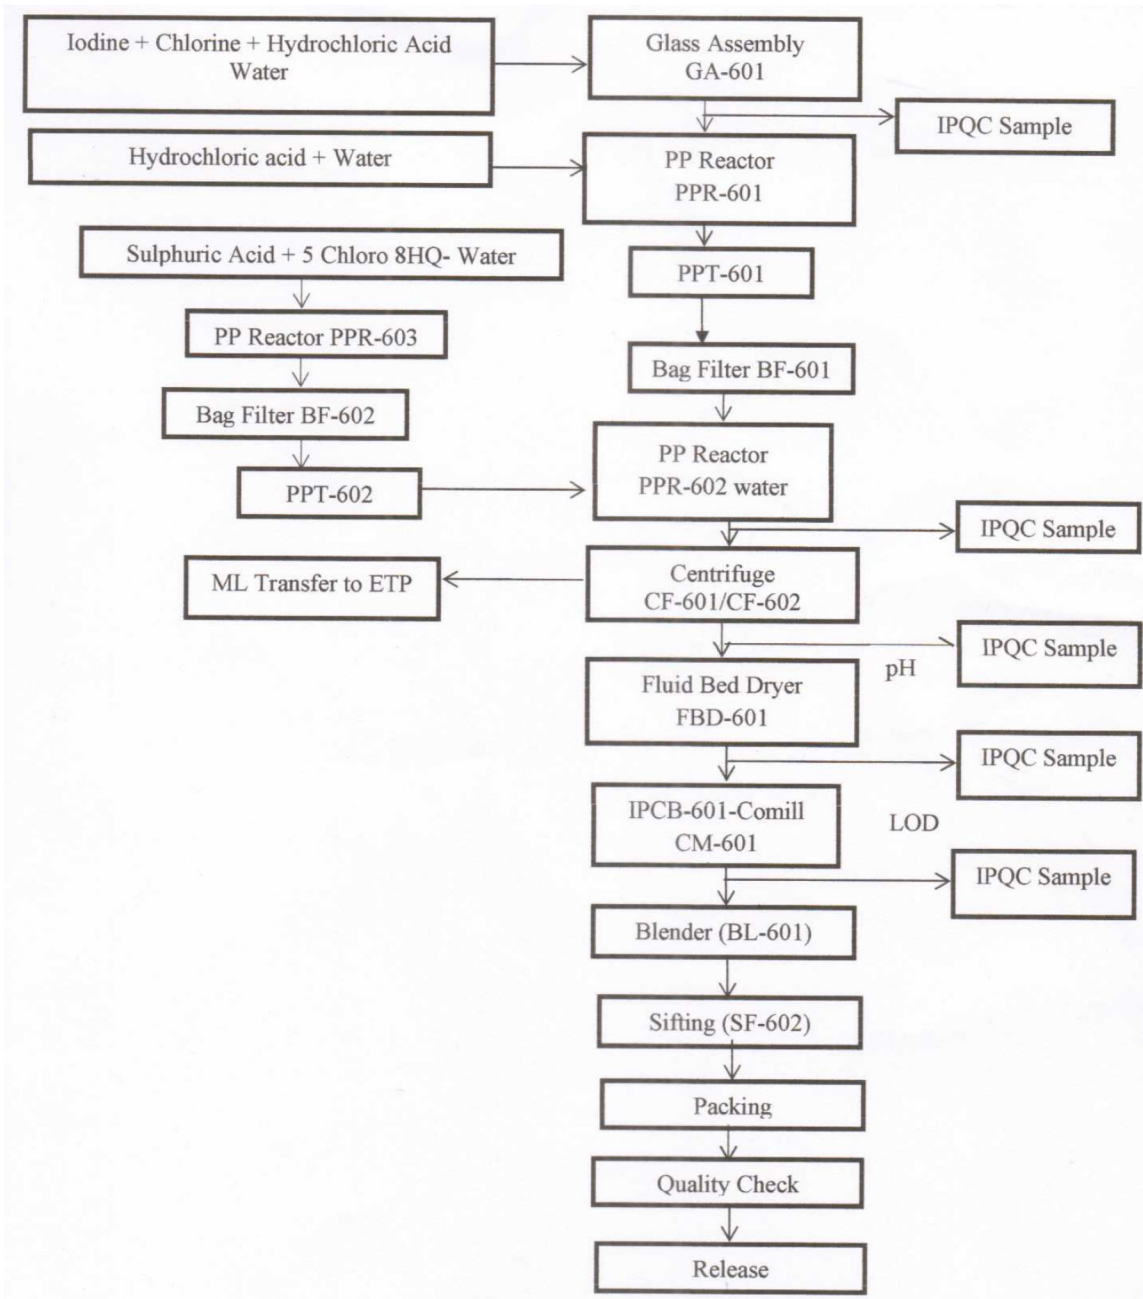 Iodine + Chlorine + Hydrochloric Acid
Water
Glass Assembly
GA-601
IPQC Sample
Hydrochloric acid + Water
PP Reactor
PPR-601
Sulphuric Acid + 5 Chloro 8HQ- Water
PPT-601
PP Reactor PPR-603
Bag Filter BF-601
Bag Filter BF-602
PP Reactor
PPR-602 water
PPT-602
IPQC Sample
ML Transfer to ETP
Centrifuge
CF-601/CF-602
IPQC Sample
pH
Fluid Bed Dryer
FBD-601
IPQC Sample
IPCB-601-Comill
CM-601
LOD
IPQC Sample
Blender (BL-601)
Sifting (SF-602)
Packing
Quality Check
Release